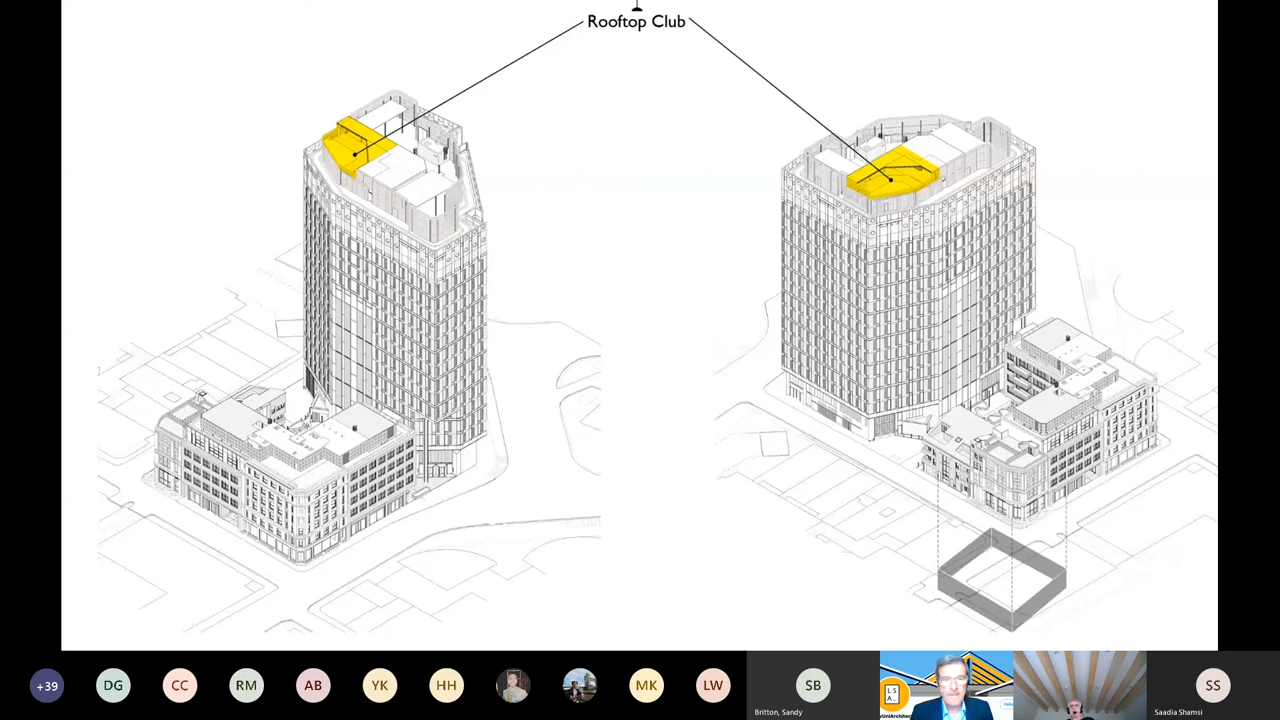 Rooftop Club
+39
DG
CC
RM
AB
YK
HH
MK
LW
SB
SS
Britton, Sandy
Saadia Shamsi
L S
A